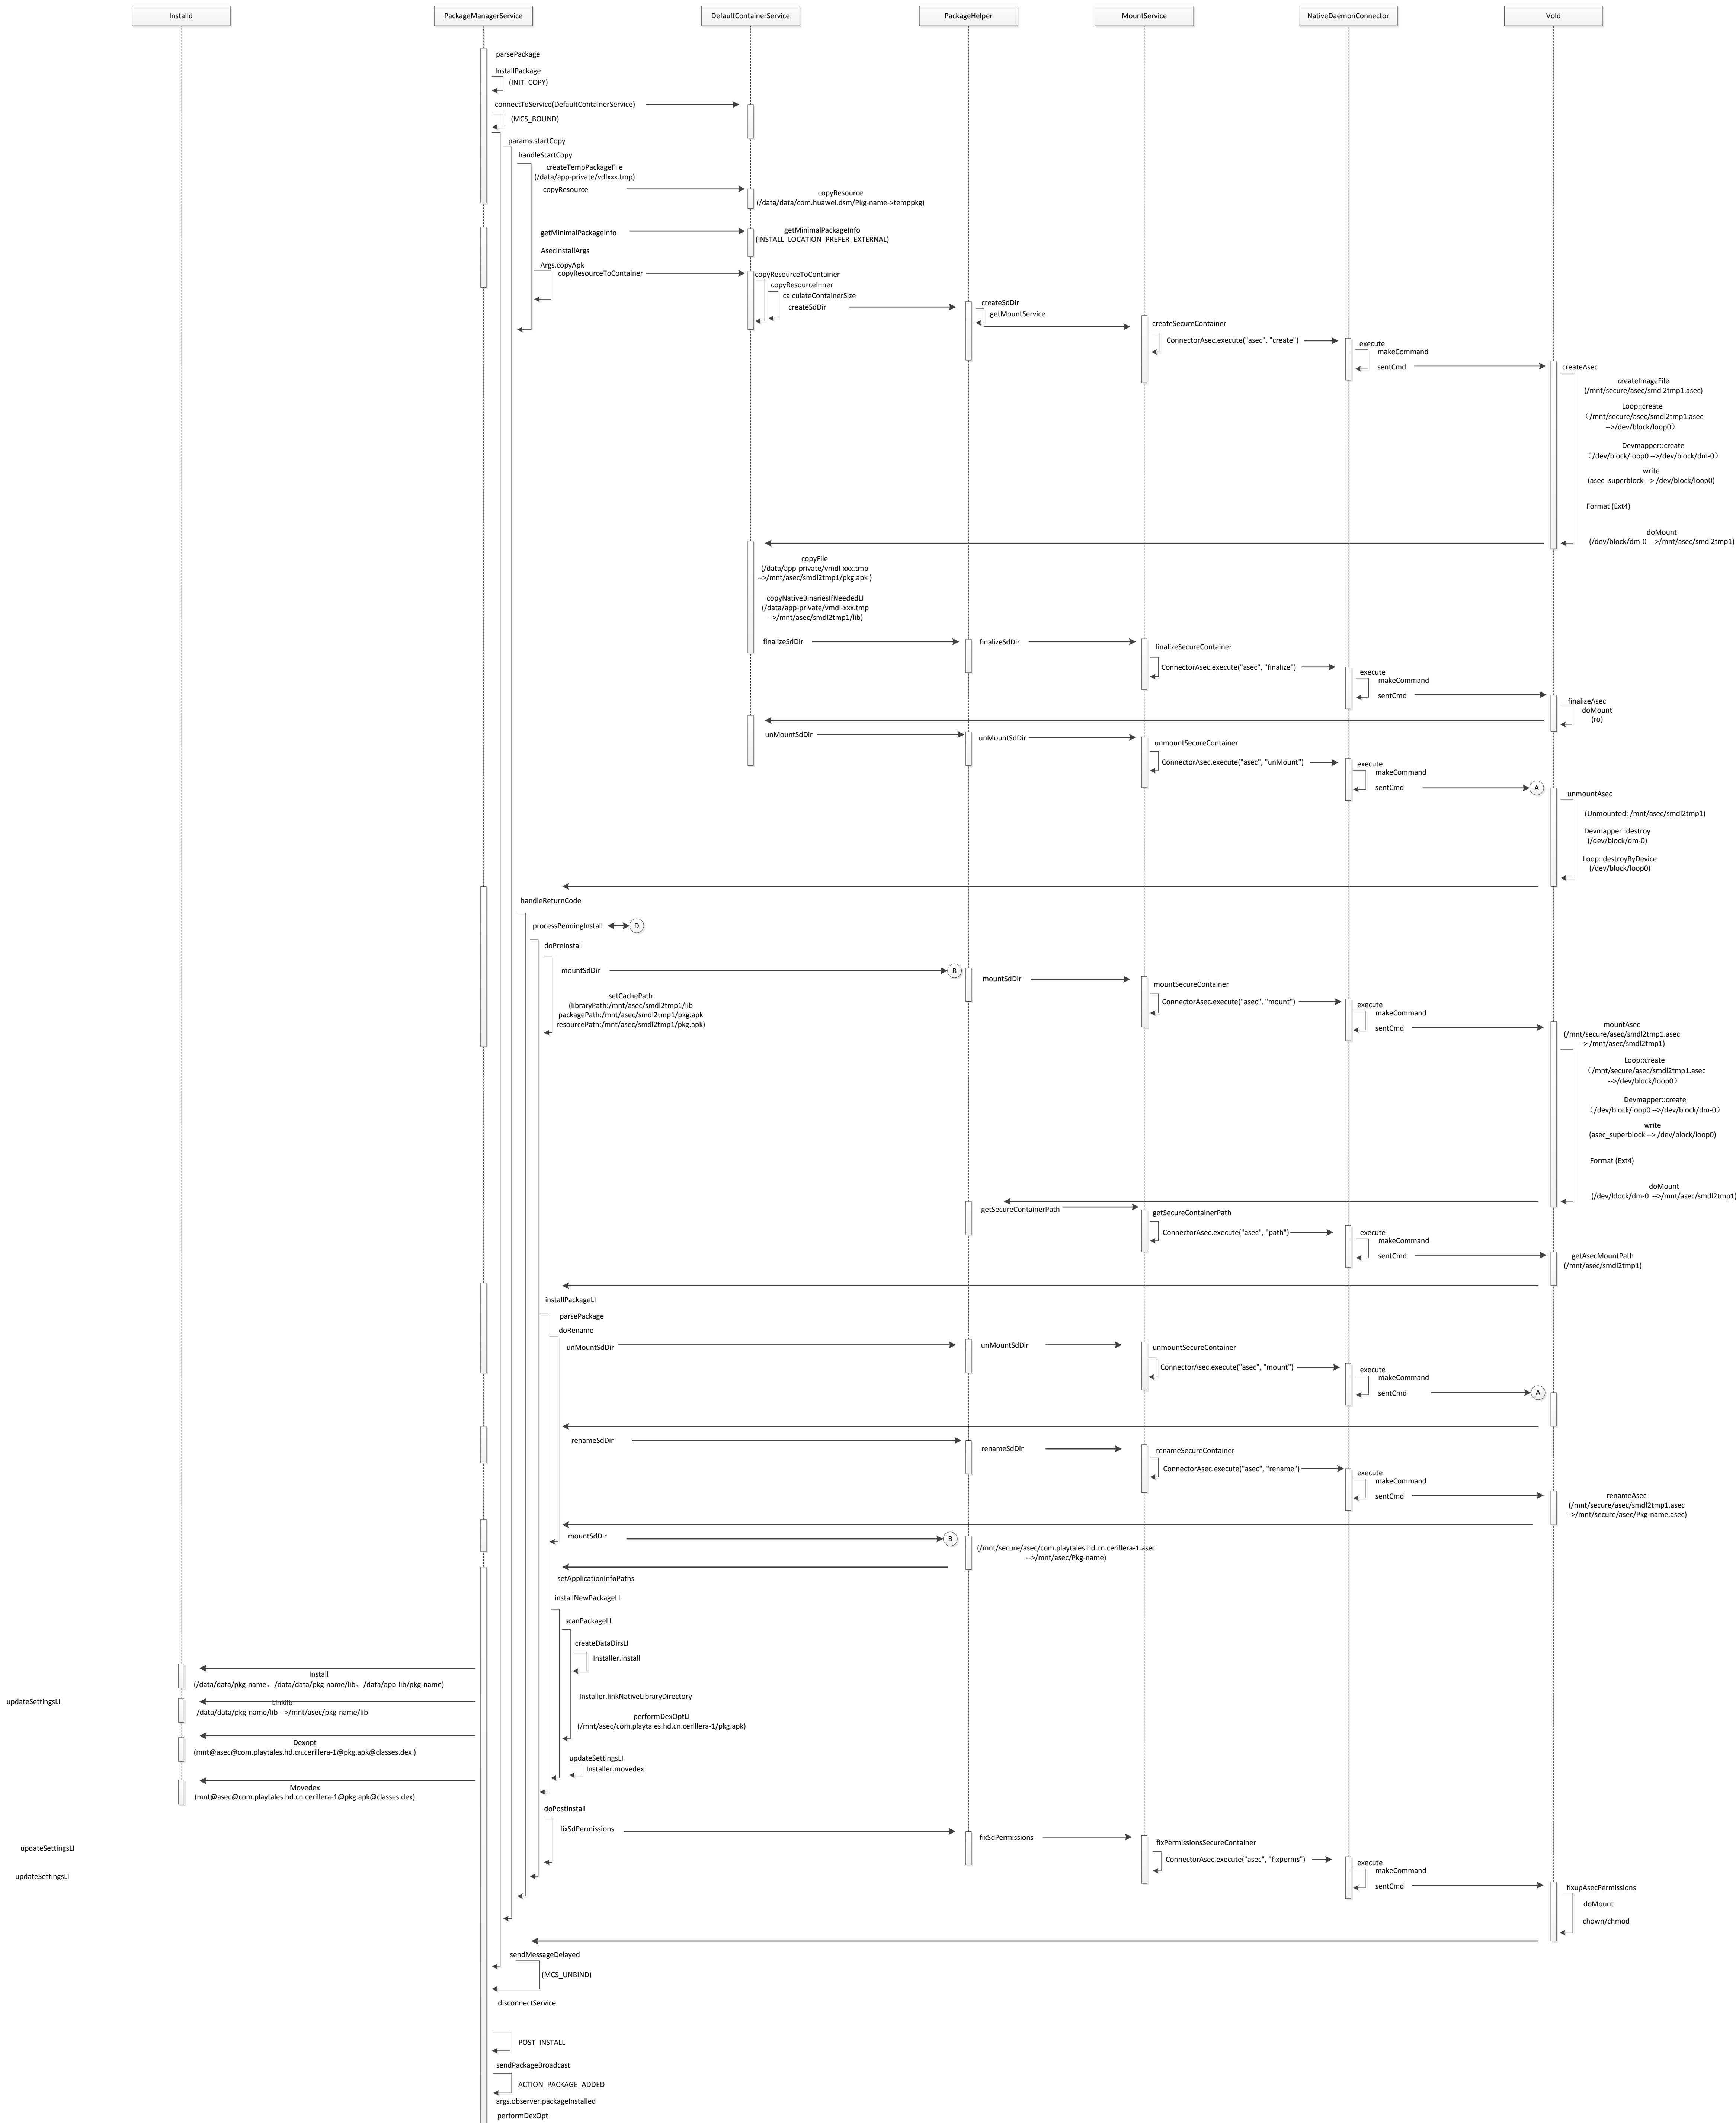 Installd
PackageManagerService
DefaultContainerService
PackageHelper
MountService
NativeDaemonConnector
Vold
parsePackage
InstallPackage
(INIT_COPY)
connectToService(DefaultContainerService)
(MCS_BOUND)
params.startCopy
handleStartCopy
createTempPackageFile
(/data/app-private/vdlxxx.tmp)
copyResource
copyResource
(/data/data/com.huawei.dsm/Pkg-name->temppkg)
getMinimalPackageInfo
getMinimalPackageInfo
(INSTALL_LOCATION_PREFER_EXTERNAL)
AsecInstallArgs
Args.copyApk
copyResourceToContainer
copyResourceToContainer
copyResourceInner
calculateContainerSize
createSdDir
createSdDir
getMountService
createSecureContainer
ConnectorAsec.execute("asec", "create")
execute
makeCommand
sentCmd
createAsec
createImageFile
(/mnt/secure/asec/smdl2tmp1.asec)
Loop::create
（/mnt/secure/asec/smdl2tmp1.asec
-->/dev/block/loop0）
Devmapper::create
（/dev/block/loop0 -->/dev/block/dm-0）
write
(asec_superblock --> /dev/block/loop0)
Format (Ext4)
doMount
(/dev/block/dm-0  -->/mnt/asec/smdl2tmp1)
copyFile
(/data/app-private/vmdl-xxx.tmp
-->/mnt/asec/smdl2tmp1/pkg.apk )
copyNativeBinariesIfNeededLI
(/data/app-private/vmdl-xxx.tmp
-->/mnt/asec/smdl2tmp1/lib)
finalizeSdDir
finalizeSdDir
finalizeSecureContainer
ConnectorAsec.execute("asec", "finalize")
execute
makeCommand
sentCmd
finalizeAsec
doMount
(ro)
unMountSdDir
unMountSdDir
unmountSecureContainer
ConnectorAsec.execute("asec", "unMount")
execute
makeCommand
sentCmd
A
unmountAsec
(Unmounted: /mnt/asec/smdl2tmp1)
Devmapper::destroy
(/dev/block/dm-0)
Loop::destroyByDevice
(/dev/block/loop0)
handleReturnCode
processPendingInstall
D
doPreInstall
mountSdDir
B
mountSdDir
mountSecureContainer
setCachePath
(libraryPath:/mnt/asec/smdl2tmp1/lib
packagePath:/mnt/asec/smdl2tmp1/pkg.apk
resourcePath:/mnt/asec/smdl2tmp1/pkg.apk)
ConnectorAsec.execute("asec", "mount")
execute
makeCommand
sentCmd
mountAsec
(/mnt/secure/asec/smdl2tmp1.asec
--> /mnt/asec/smdl2tmp1)
Loop::create
（/mnt/secure/asec/smdl2tmp1.asec
-->/dev/block/loop0）
Devmapper::create
（/dev/block/loop0 -->/dev/block/dm-0）
write
(asec_superblock --> /dev/block/loop0)
Format (Ext4)
doMount
(/dev/block/dm-0  -->/mnt/asec/smdl2tmp1)
getSecureContainerPath
getSecureContainerPath
ConnectorAsec.execute("asec", "path")
execute
makeCommand
sentCmd
getAsecMountPath
(/mnt/asec/smdl2tmp1)
installPackageLI
parsePackage
doRename
unMountSdDir
unMountSdDir
unmountSecureContainer
ConnectorAsec.execute("asec", "mount")
execute
makeCommand
sentCmd
A
renameSdDir
renameSdDir
renameSecureContainer
ConnectorAsec.execute("asec", "rename")
execute
makeCommand
sentCmd
renameAsec
(/mnt/secure/asec/smdl2tmp1.asec
-->/mnt/secure/asec/Pkg-name.asec)
mountSdDir
B
(/mnt/secure/asec/com.playtales.hd.cn.cerillera-1.asec
-->/mnt/asec/Pkg-name)
setApplicationInfoPaths
installNewPackageLI
scanPackageLI
createDataDirsLI
Installer.install
Install
(/data/data/pkg-name、/data/data/pkg-name/lib、/data/app-lib/pkg-name)
Installer.linkNativeLibraryDirectory
updateSettingsLI
Linklib
/data/data/pkg-name/lib -->/mnt/asec/pkg-name/lib
performDexOptLI
(/mnt/asec/com.playtales.hd.cn.cerillera-1/pkg.apk)
Dexopt
(mnt@asec@com.playtales.hd.cn.cerillera-1@pkg.apk@classes.dex )
updateSettingsLI
Installer.movedex
Movedex
(mnt@asec@com.playtales.hd.cn.cerillera-1@pkg.apk@classes.dex)
doPostInstall
fixSdPermissions
fixSdPermissions
fixPermissionsSecureContainer
updateSettingsLI
ConnectorAsec.execute("asec", "fixperms")
execute
makeCommand
updateSettingsLI
sentCmd
fixupAsecPermissions
doMount
chown/chmod
sendMessageDelayed
(MCS_UNBIND)
disconnectService
POST_INSTALL
sendPackageBroadcast
ACTION_PACKAGE_ADDED
args.observer.packageInstalled
performDexOpt